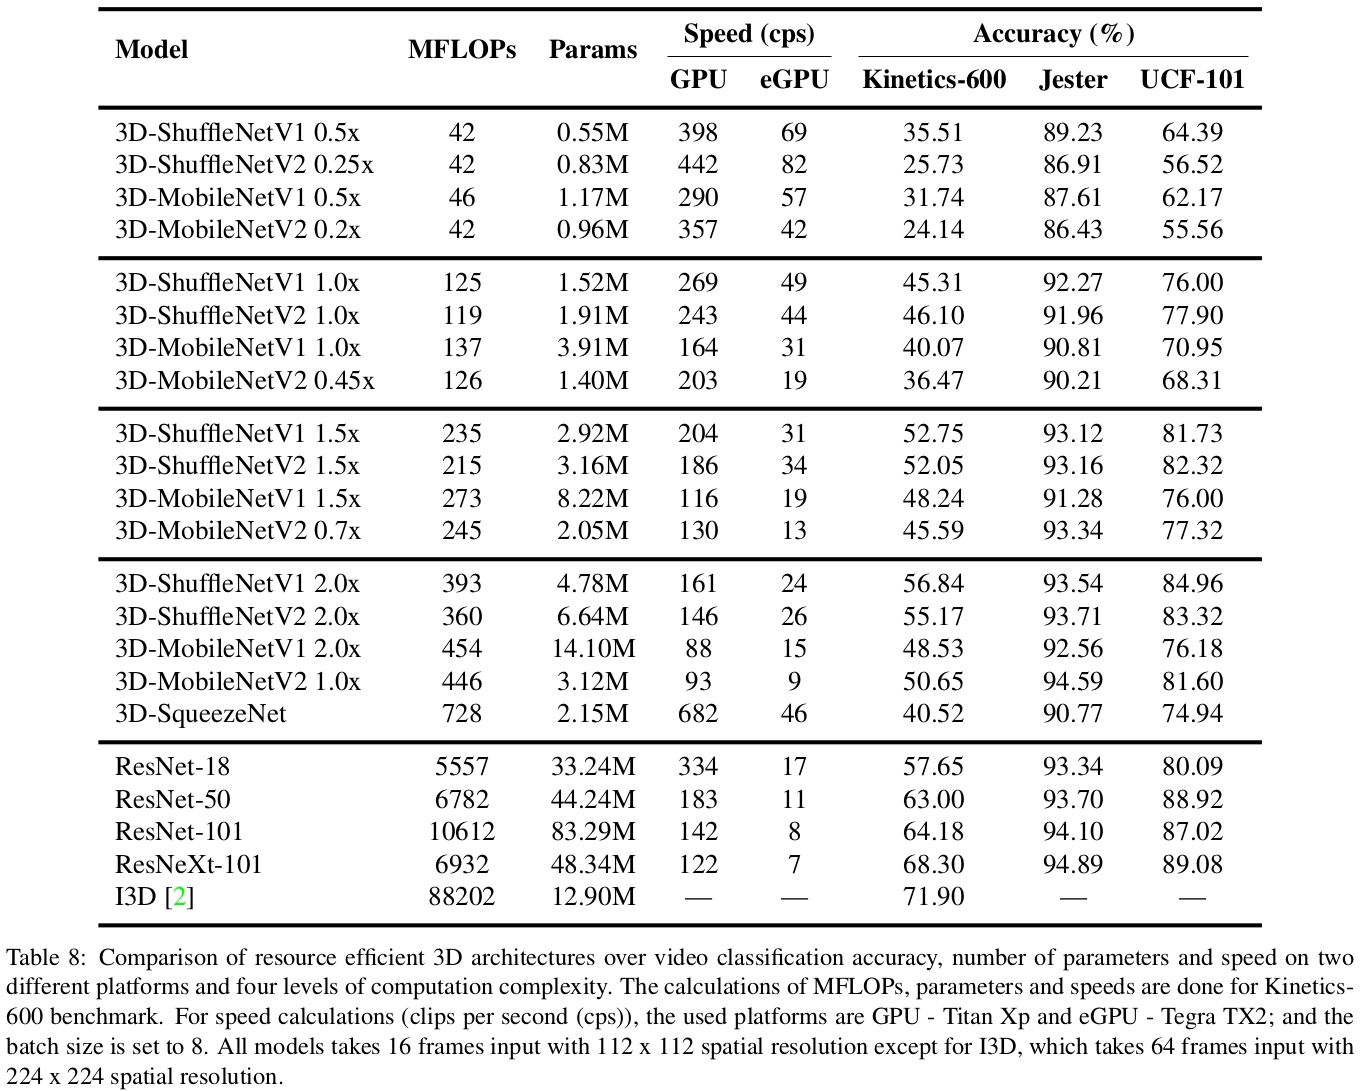 Model MFLOPs Params Speed (cps) Accuracy (%)
GPU eGPU Kinetics-600 Jester UCF-101
3D-ShuffleNetV1 0.5x 42 0.55M 398 69 35.51 89.23 64.39
3D-ShuffleNetV2 0.25x 42 0.83M 442 82 25.73 86.91 56.52
3D-MobileNetV1 0.5x 46 1.17M 290 57 31.74 87.61 62.17
3D-MobileNetV2 0.2x 42 0.96M 357 42 24.14 86.43 55.56
3D-ShuffleNetV1 1.0x 125 1.52M 269 49 45.31 92.27 76.00
3D-ShuffleNetV2 1.0x 119 1.91M 243 44 46.10 91.96 77.90
3D-MobileNetV1 1.0x 137 3.91M 164 31 40.07 90.81 70.95
3D-MobileNetV2 0.45x 126 1.40M 203 19 36.47 90.21 68.31
3D-ShuffleNetV1 1.5x 235 2.92M 204 31 52.75 93.12 81.73
3D-ShuffleNetV2 1.5x 215 3.16M 186 34 52.05 93.16 82.32
3D-MobileNetV1 1.5x 273 8.22M 116 19 48.24 91.28 76.00
3D-MobileNetV2 0.7x 245 2.05M 130 13 45.59 93.34 77.32
3D-ShuffleNetV1 2.0x 393 4.78M 161 24 56.84 93.54 84.96
3D-ShuffleNetV2 2.0x 360 6.64M 146 26 55.17 93.71 83.32
3D-MobileNetV1 2.0x 454 14.10M 88 15 48.53 92.56 76.18
3D-MobileNetV2 1.0x 446 3.12M 93 9 50.65 94.59 81.60
3D-SqueezeNet 728 2.15M 682 46 40.52 90.77 74.94
ResNet-18 5557 33.24M 334 17 57.65 93.34 80.09
ResNet-50 6782 44.24M 183 11 63.00 93.70 88.92
ResNet-101 10612 83.29M 142 8 64.18 94.10 87.02
ResNeXt-101 6932 48.34M 122 7 68.30 94.89 89.08
I3D [2] 88202 12.90M — — 71.90 — —
Table 8: Comparison of resource efficient 3D architectures over video classification accuracy, number of parameters and speed on two
different platforms and four levels of computation complexity. The calculations of MFLOPs, parameters and speeds are done for Kinetics-
600 benchmark. For speed calculations (clips per second (cps)), the used platforms are GPU - Titan Xp and eGPU - Tegra TX2; and the
batch size is set to 8. All models takes 16 frames input with 112 x 112 spatial resolution except for I3D, which takes 64 frames input with
224 x 224 spatial resolution.